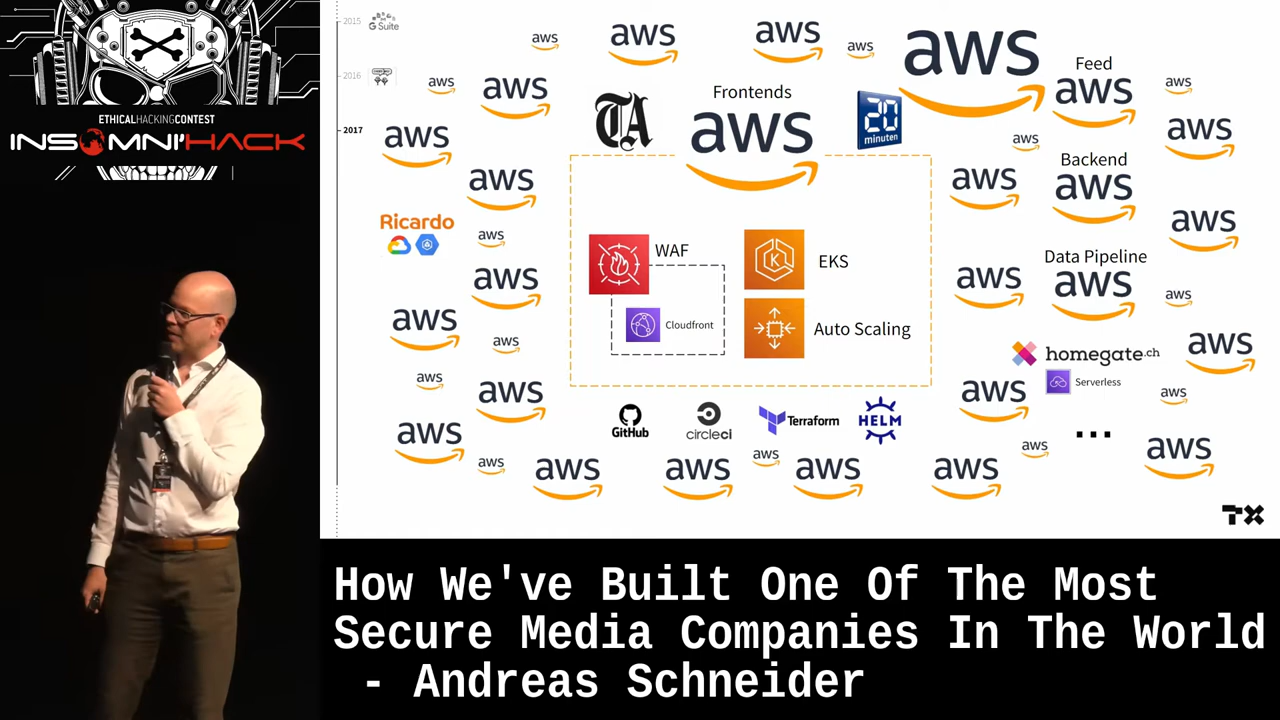 ETHICALHACKINGCONTEST
INSOMNI'HACK
2015
G Suite
2016
2017
aws
aws
aws
aws
aws
Feed
aws
aws
aws
aws
Frontends
TA
aws
20
minuten
aws
aws
aws
Backend
aws
aws
aws
Ricardo
aws
aws
WAF
EKS
Cloudfront
Auto Scaling
Data Pipeline
aws
aws
aws
aws
aws
aws
homegate.ch
Serverless
aws
aws
aws
aws
aws
GitHub
circleci
Terraform
HELM
aws
aws
...
aws
aws
aws
aws
aws
aws
aws
aws
TX
How We've Built One Of The Most
Secure Media Companies In The World
- Andreas Schneider